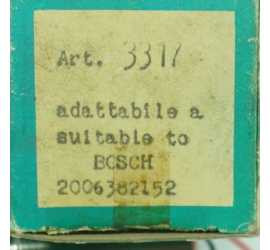 Art. 3317
adattabile a
suitable to
BOSCH
2006382152